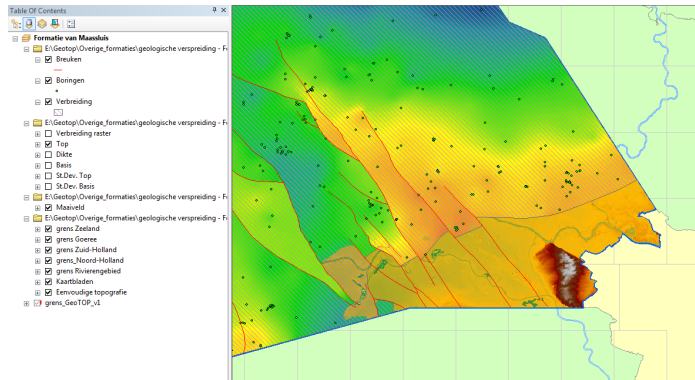 Table Of Contents
Formatie van Maassluis
E:\Geotop\Overige_formaties\geologische verspreiding - F
Breuken
Boringen
Verbreiding
E:\Geotop\Overige_formaties\geologische verspreiding - F
Verbreiding raster
Top
Dikte
Basis
St.Dev. Top
St.Dev. Basis
E:\Geotop\Overige_formaties\geologische verspreiding - F
Maaiveld
E:\Geotop\Overige_formaties\geologische verspreiding - F
grens Zeeland
grens Goeree
grens Zuid-Holland
grens_Noord-Holland
grens Rivierengebied
Kaartbladen
Eenvoudige topografie
grens_GeoTOP_v1